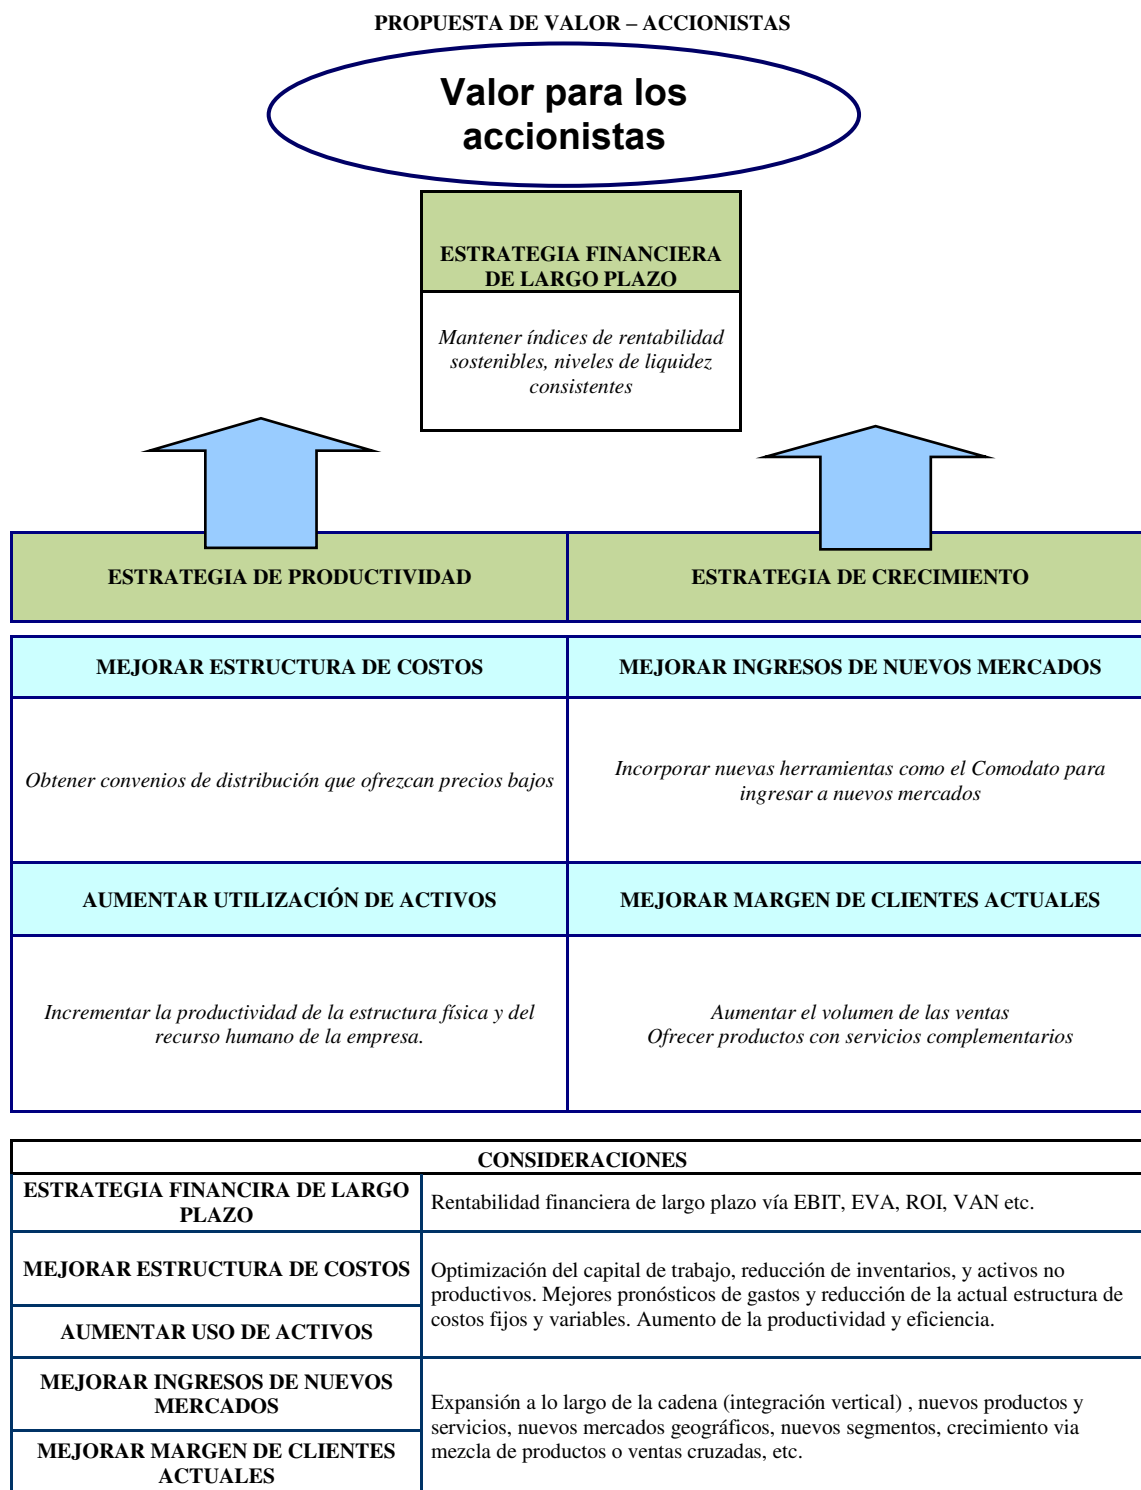 PROPUESTA DE VALOR – ACCIONISTAS
Valor para los
accionistas
ESTRATEGIA FINANCIERA
DE LARGO PLAZO
Mantener índices de rentabilidad
sostenibles, niveles de liquidez
consistentes
ESTRATEGIA DE PRODUCTIVIDAD
ESTRATEGIA DE CRECIMIENTO
MEJORAR ESTRUCTURA DE COSTOS
MEJORAR INGRESOS DE NUEVOS MERCADOS
Obtener convenios de distribución que ofrezcan precios bajos
Incorporar nuevas herramientas como el Comodato para
ingresar a nuevos mercados
AUMENTAR UTILIZACIÓN DE ACTIVOS
MEJORAR MARGEN DE CLIENTES ACTUALES
Incrementar la productividad de la estructura física y del
recurso humano de la empresa.
Aumentar el volumen de las ventas
Ofrecer productos con servicios complementarios
CONSIDERACIONES
ESTRATEGIA FINANCIRA DE LARGO
PLAZO
Rentabilidad financiera de largo plazo vía EBIT, EVA, ROI, VAN etc.
MEJORAR ESTRUCTURA DE COSTOS
AUMENTAR USO DE ACTIVOS
Optimización del capital de trabajo, reducción de inventarios, y activos no
productivos. Mejores pronósticos de gastos y reducción de la actual estructura de
costos fijos y variables. Aumento de la productividad y eficiencia.
MEJORAR INGRESOS DE NUEVOS
MERCADOS
MEJORAR MARGEN DE CLIENTES
ACTUALES
Expansión a lo largo de la cadena (integración vertical) , nuevos productos y
servicios, nuevos mercados geográficos, nuevos segmentos, crecimiento via
mezcla de productos o ventas cruzadas, etc.